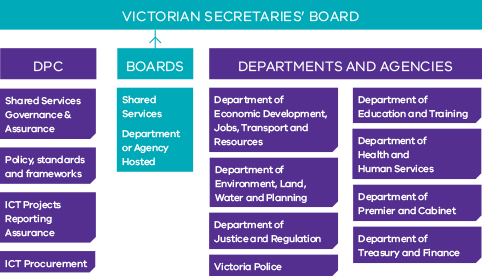 VICTORIAN SECRETARIES' BOARD
DPC
Shared Services
Governance &
Assurance
Policy, standards
and frameworks
ICT Projects
Reporting
Assurance
ICT Procurement
BOARDS
Shared
Services
Department
or Agency
Hosted
DEPARTMENTS AND AGENCIES
Department of
Economic Development,
Jobs, Transport and
Resources
Department of
Environment, Land,
Water and Planning
Department of
Justice and Regulation
Victoria Police
Department of
Education and Training
Department of
Health and
Human Services
Department of
Premier and Cabinet
Department of
Treasury and Finance